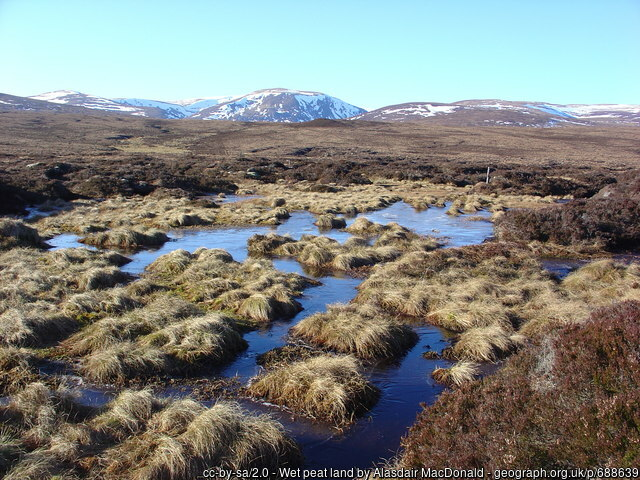 cc-by-sa/2.0 - Wet peat land by Alasdair MacDonald - geograph.org.uk/p/688639